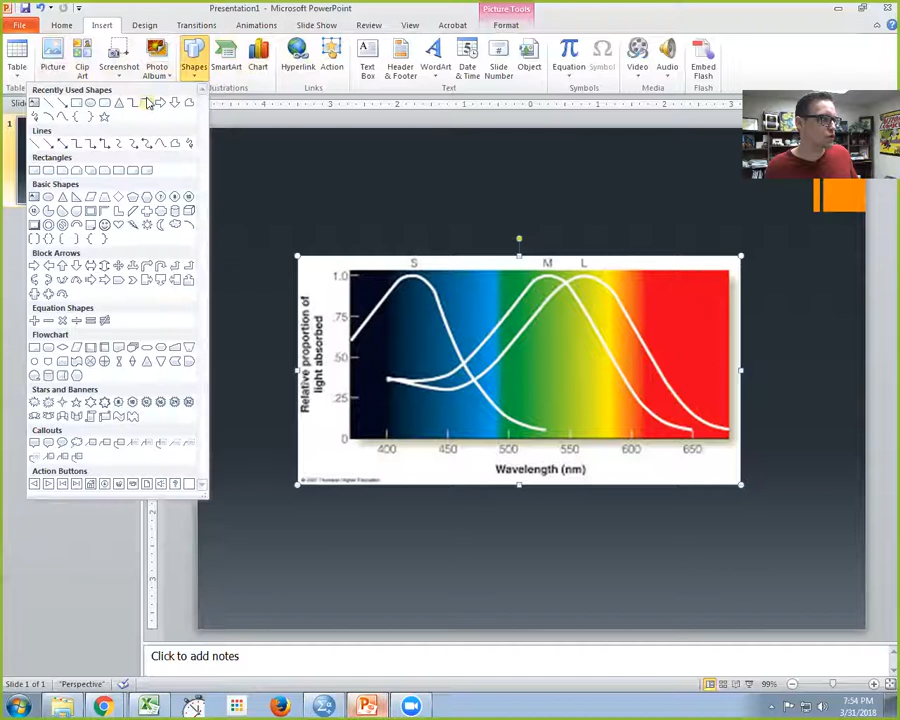 Presentation1 - Microsoft PowerPoint
Picture Tools
File Home Insert Design Transitions Animations Slide Show Review View Acrobat Format
Table
Picture
Clip
Art
Screenshot
Photo
Album
Shapes
SmartArt
Chart
Hyperlink
Action
Text
Box
Header
& Footer
WordArt
Date
& Time
Slide
Number
Object
Equation
Symbol
Video
Audio
Links
Text
Symbols
Media
Recently Used Shapes
Lines
Rectangles
Basic Shapes
Block Arrows
Equation Shapes
Flowchart
Stars and Banners
Callouts
Action Buttons
1
S M L
1.0
.75
.50
.25
0
Relative proportion of
light absorbed
400 450 500 550 600 650
Wavelength (nm)
Click to add notes
Slide 1 of 1 "Perspective" 99%
7:54 PM
3/31/2018